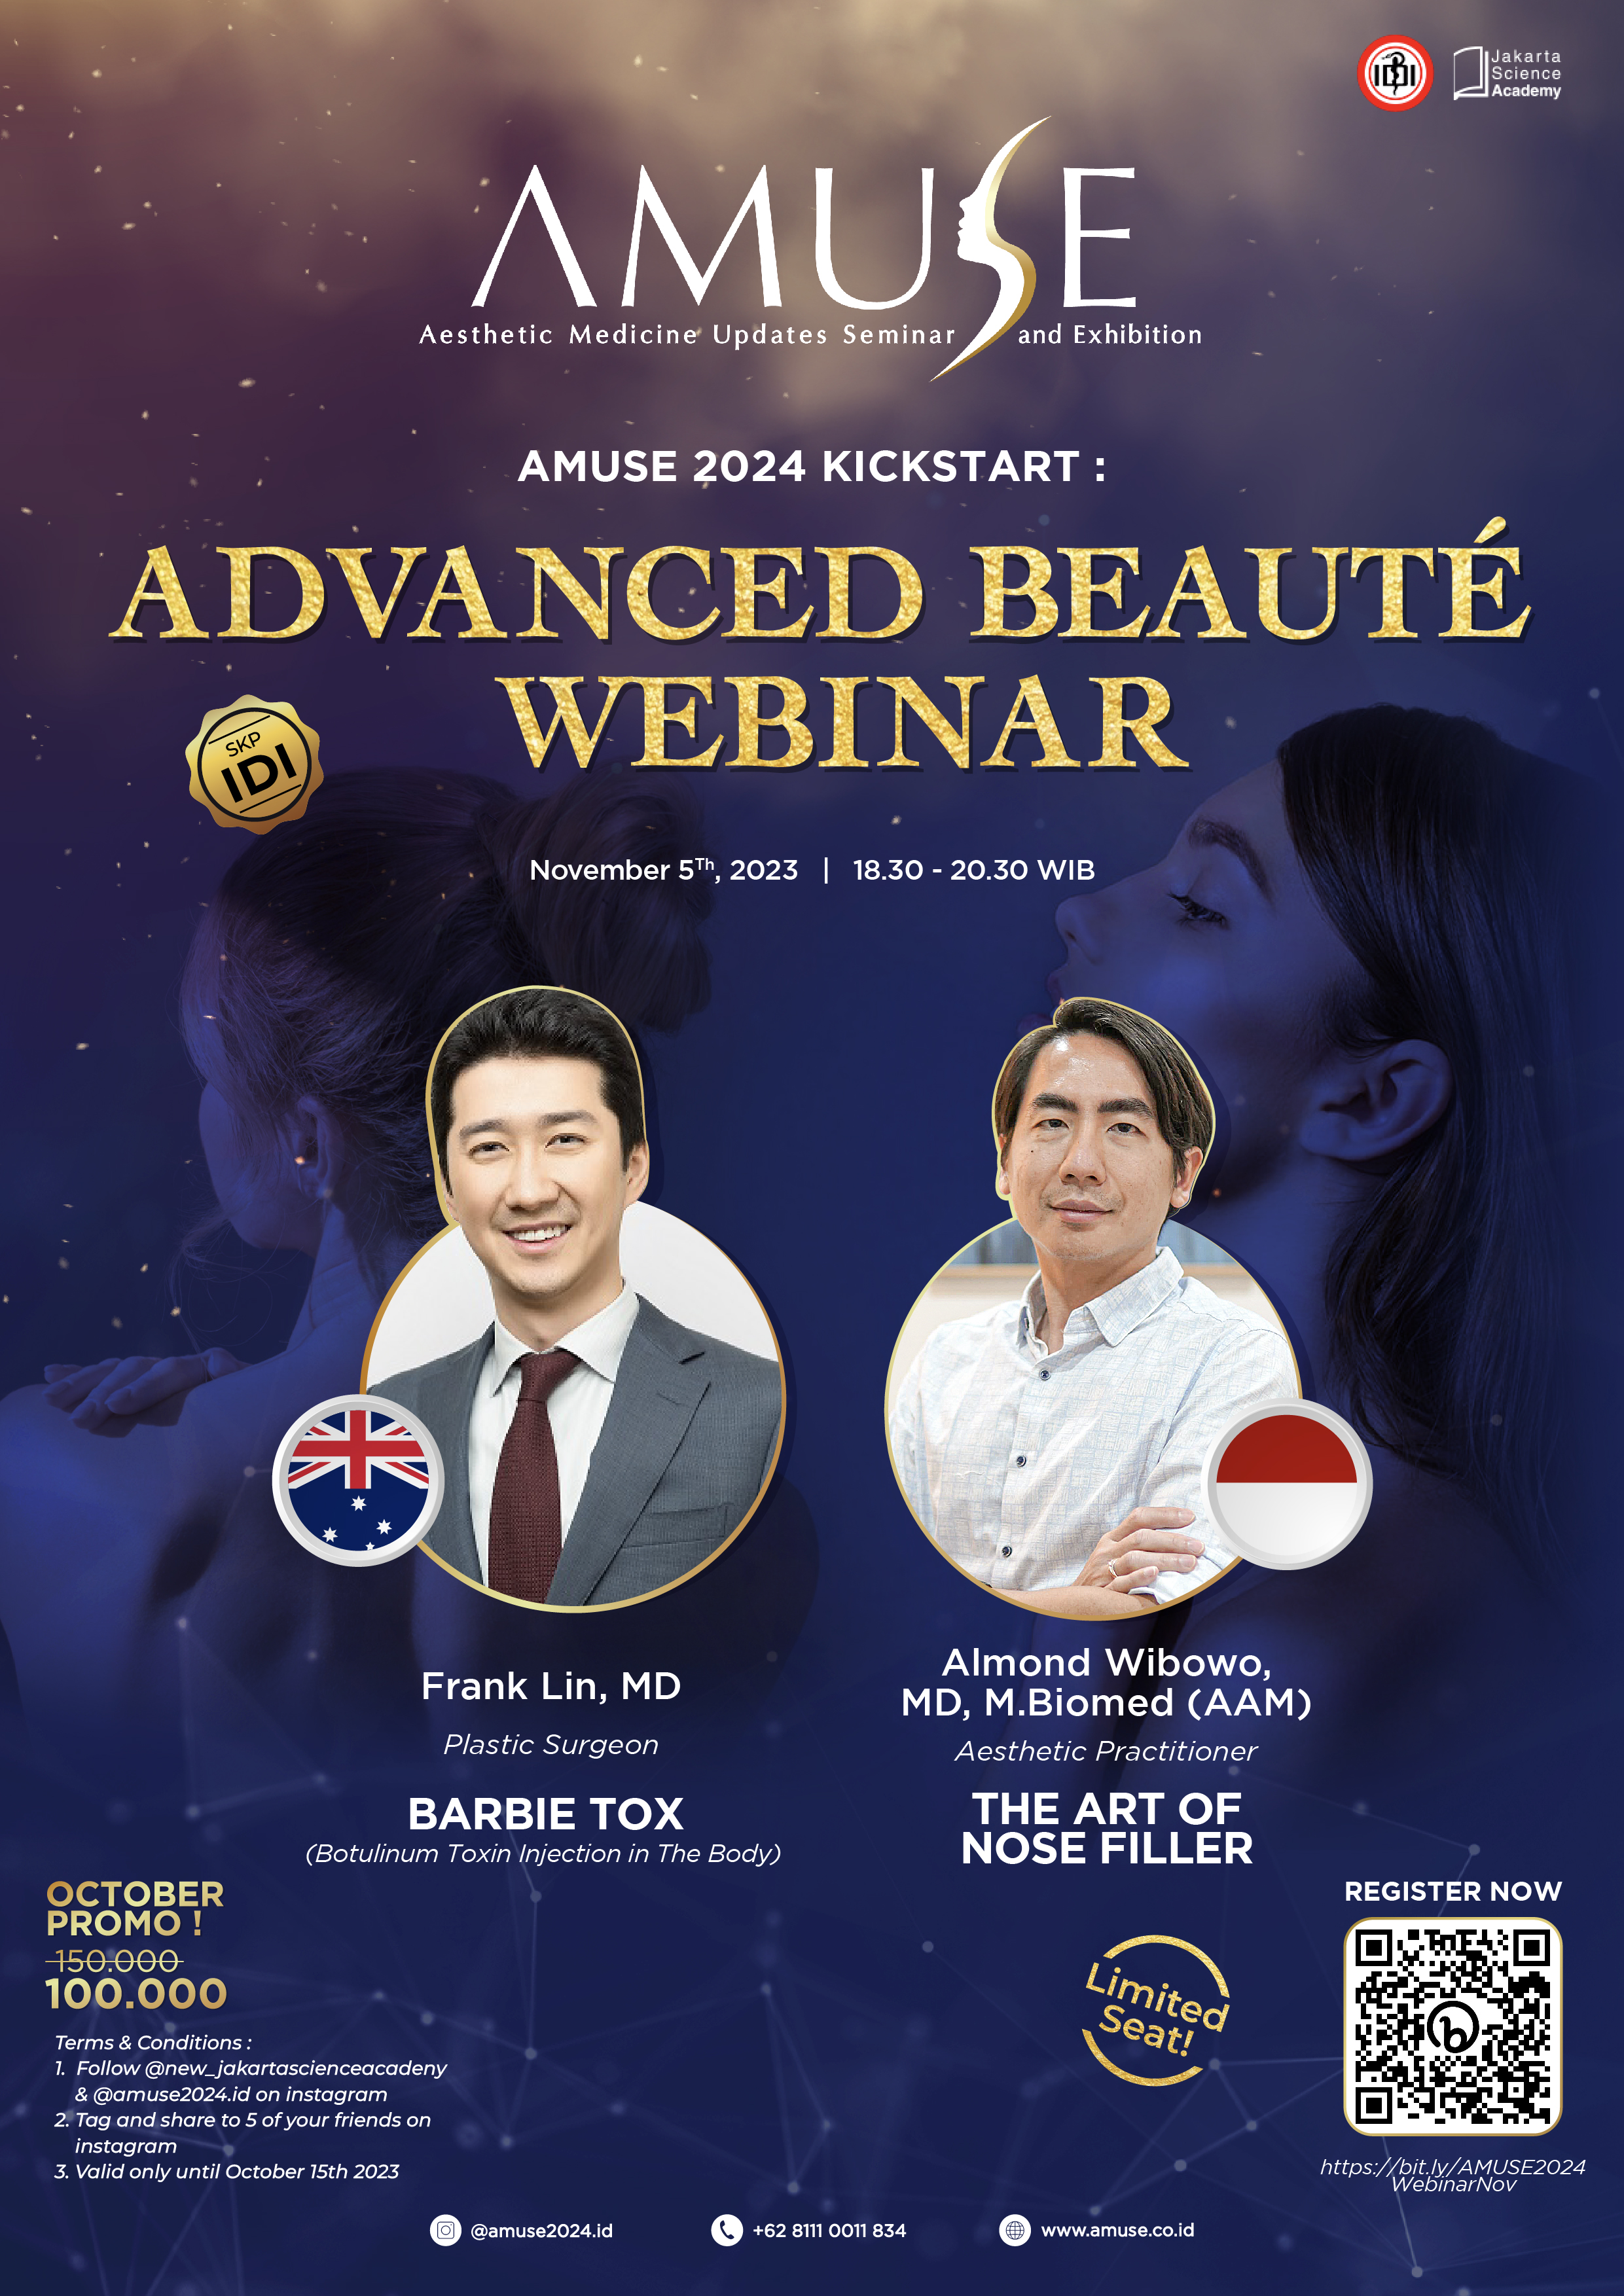 IDI
Jakarta
Science
Academy
AMUSE
Aesthetic Medicine Updates Seminar and Exhibition
AMUSE 2024 KICKSTART :
ADVANCED BEAUTÉ
WEBINAR
SKP
IDI
November 5Th, 2023 | 18.30 - 20.30 WIB
Frank Lin, MD
Plastic Surgeon
BARBIE TOX
(Botulinum Toxin Injection in The Body)
Almond Wibowo,
MD, M.Biomed (AAM)
Aesthetic Practitioner
THE ART OF
NOSE FILLER
OCTOBER
PROMO !
150.000
100.000
Terms & Conditions :
1. Follow @new_jakartascienceacadeny
& @amuse2024.id on instagram
2. Tag and share to 5 of your friends on
instagram
3. Valid only until October 15th 2023
Limited
Seat!
REGISTER NOW
b
https://bit.ly/AMUSE2024
WebinarNov
@amuse2024.id
+62 8111 0011 834
www.amuse.co.id